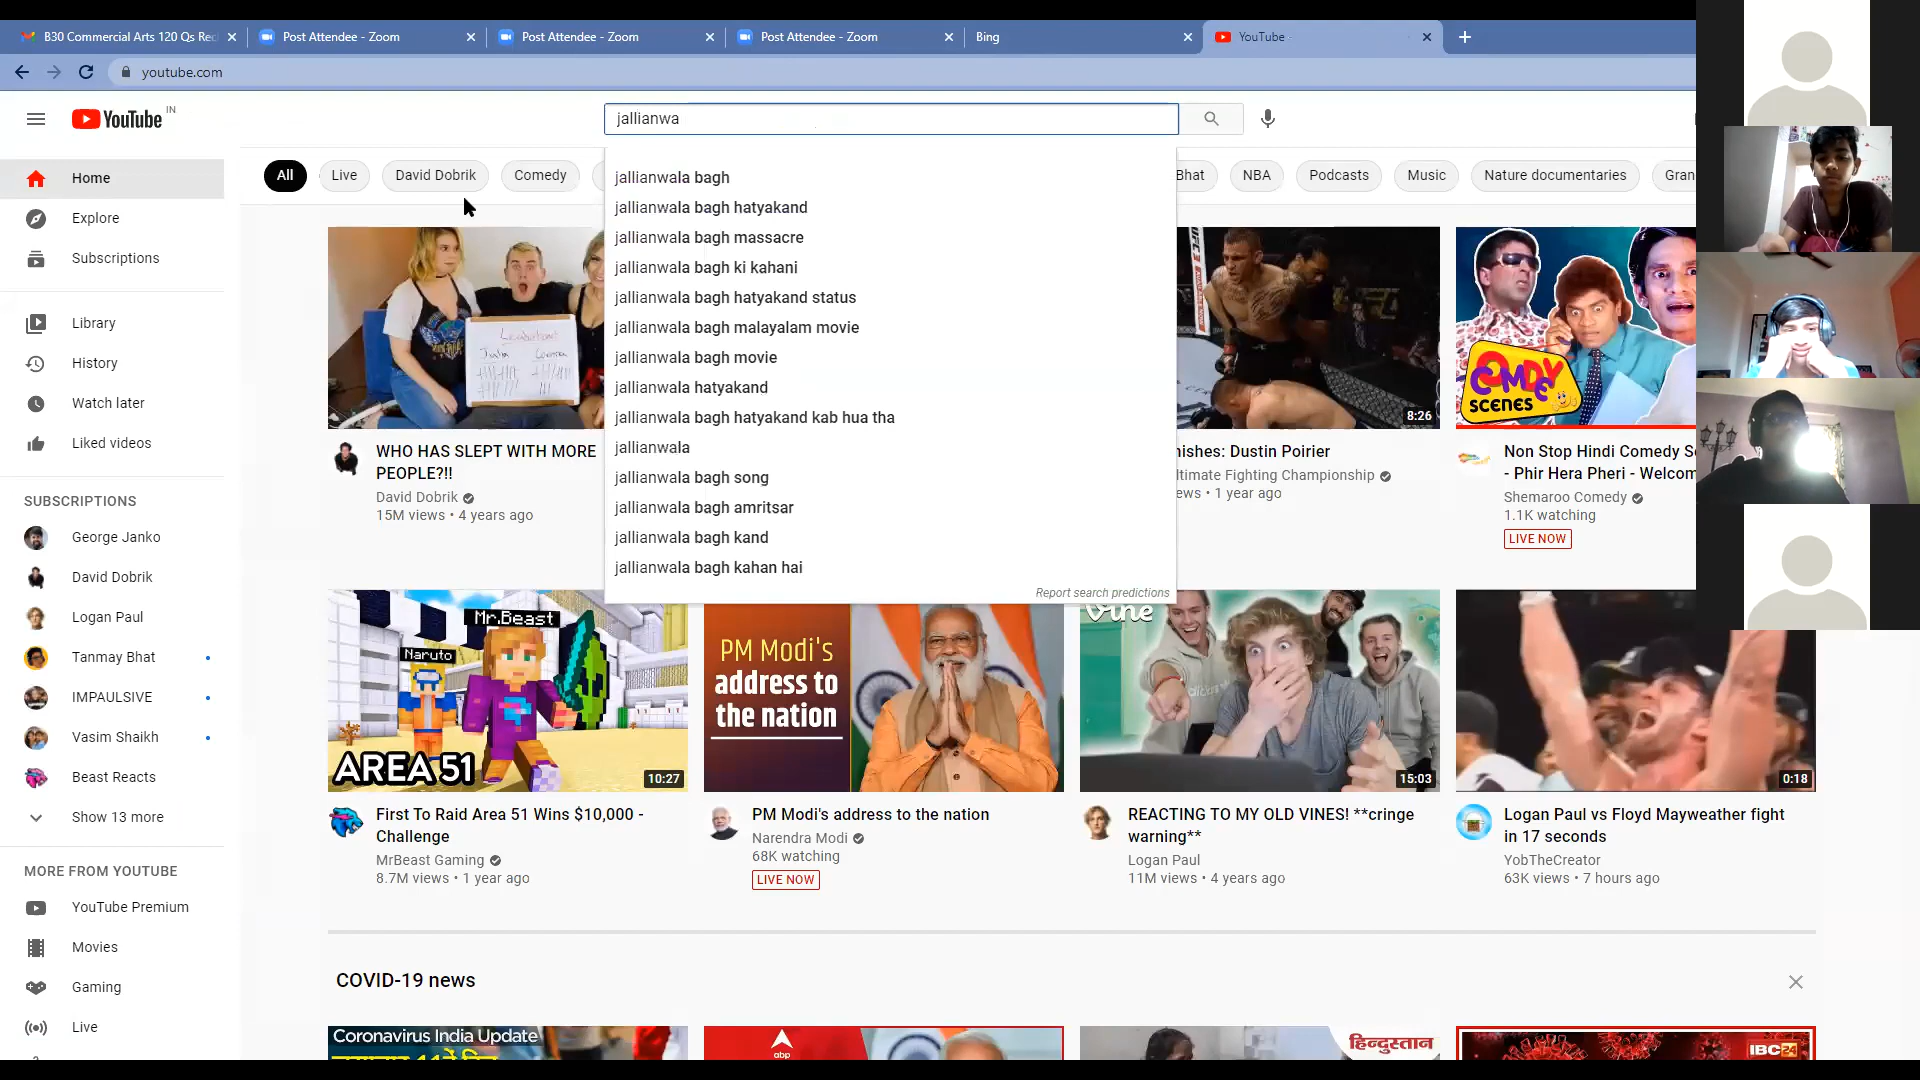 B30 Commercial Arts 120 Qs Rec
Post Attendee - Zoom
Post Attendee - Zoom
Post Attendee - Zoom
Bing
YouTube -
youtube.com
YouTube
IN
jallianwa
All
Live
David Dobrik
Comedy
Bhat
NBA
Podcasts
Music
Nature documentaries
Gran
jallianwala bagh
jallianwala bagh hatyakand
jallianwala bagh massacre
jallianwala bagh ki kahani
jallianwala bagh hatyakand status
jallianwala bagh malayalam movie
jallianwala bagh movie
jallianwala hatyakand
jallianwala bagh hatyakand kab hua tha
jallianwala
jallianwala bagh song
jallianwala bagh amritsar
jallianwala bagh kand
jallianwala bagh kahan hai
Report search predictions
Home
Explore
Subscriptions
Library
History
Watch later
Liked videos
SUBSCRIPTIONS
George Janko
David Dobrik
Logan Paul
Tanmay Bhat
IMPAULSIVE
Vasim Shaikh
Beast Reacts
Show 13 more
MORE FROM YOUTUBE
YouTube Premium
Movies
Gaming
Live
Julia
WHO HAS SLEPT WITH MORE
PEOPLE?!!
David Dobrik
15M views • 4 years ago
8:26
nishes: Dustin Poirier
ltimate Fighting Championship
ews • 1 year ago
COMEDY
SCENES
Non Stop Hindi Comedy S
- Phir Hera Pheri - Welcom
Shemaroo Comedy
1.1K watching
LIVE NOW
Mr.Beast
Naruto
AREA 51
10:27
First To Raid Area 51 Wins $10,000 -
Challenge
MrBeast Gaming
8.7M views • 1 year ago
PM Modi's
address to
the nation
PM Modi's address to the nation
Narendra Modi
68K watching
LIVE NOW
Vine
15:03
REACTING TO MY OLD VINES! **cringe
warning**
Logan Paul
11M views • 4 years ago
0:18
Logan Paul vs Floyd Mayweather fight
in 17 seconds
YobTheCreator
63K views • 7 hours ago
COVID-19 news
Coronavirus India Update
abp
हिन्दुस्तान
IBC24